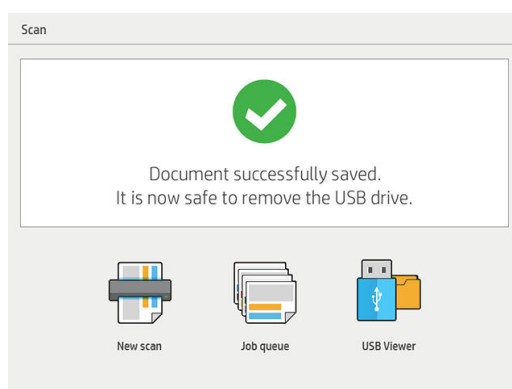 Scan
Document successfully saved.
It is now safe to remove the USB drive.
New scan
Job queue
USB Viewer